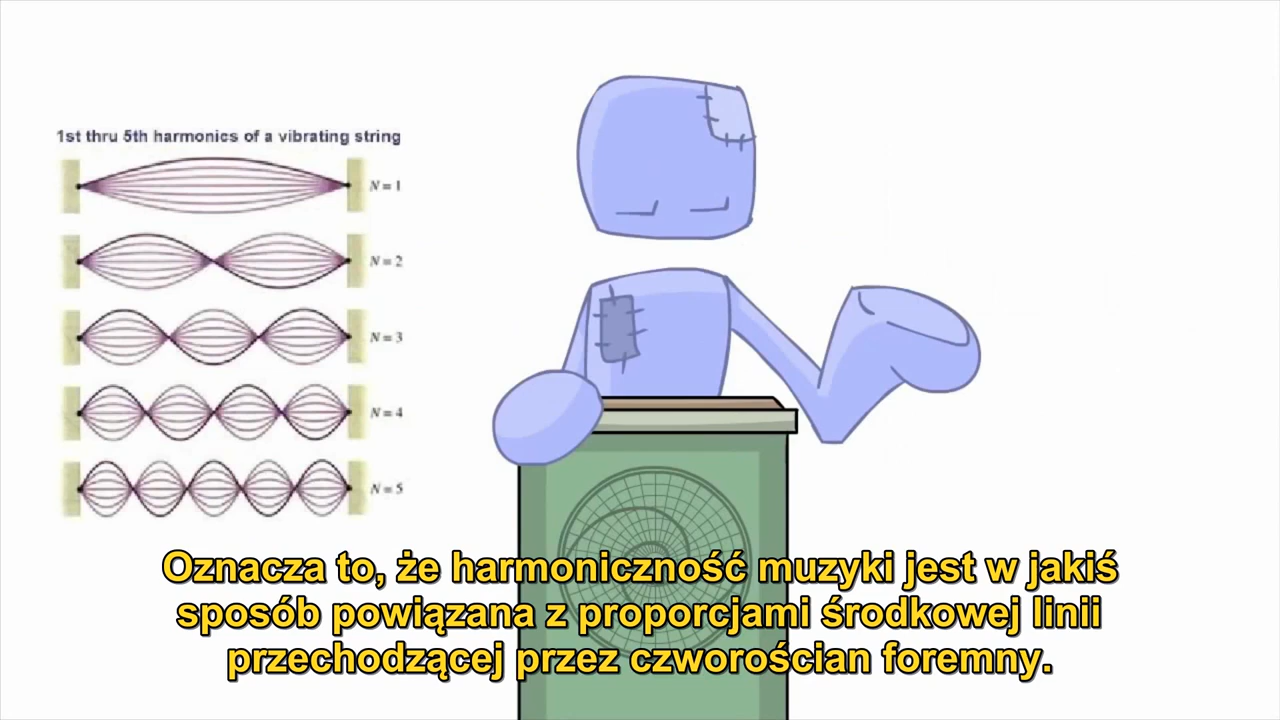 1st thru 5th harmonics of a vibrating string
N = 1
N = 2
N = 3
N = 4
N = 5
Oznacza to, że harmoniczność muzyki jest w jakiś
sposób powiązana z proporcjami środkowej linii
przechodzącej przez czworościan foremny.